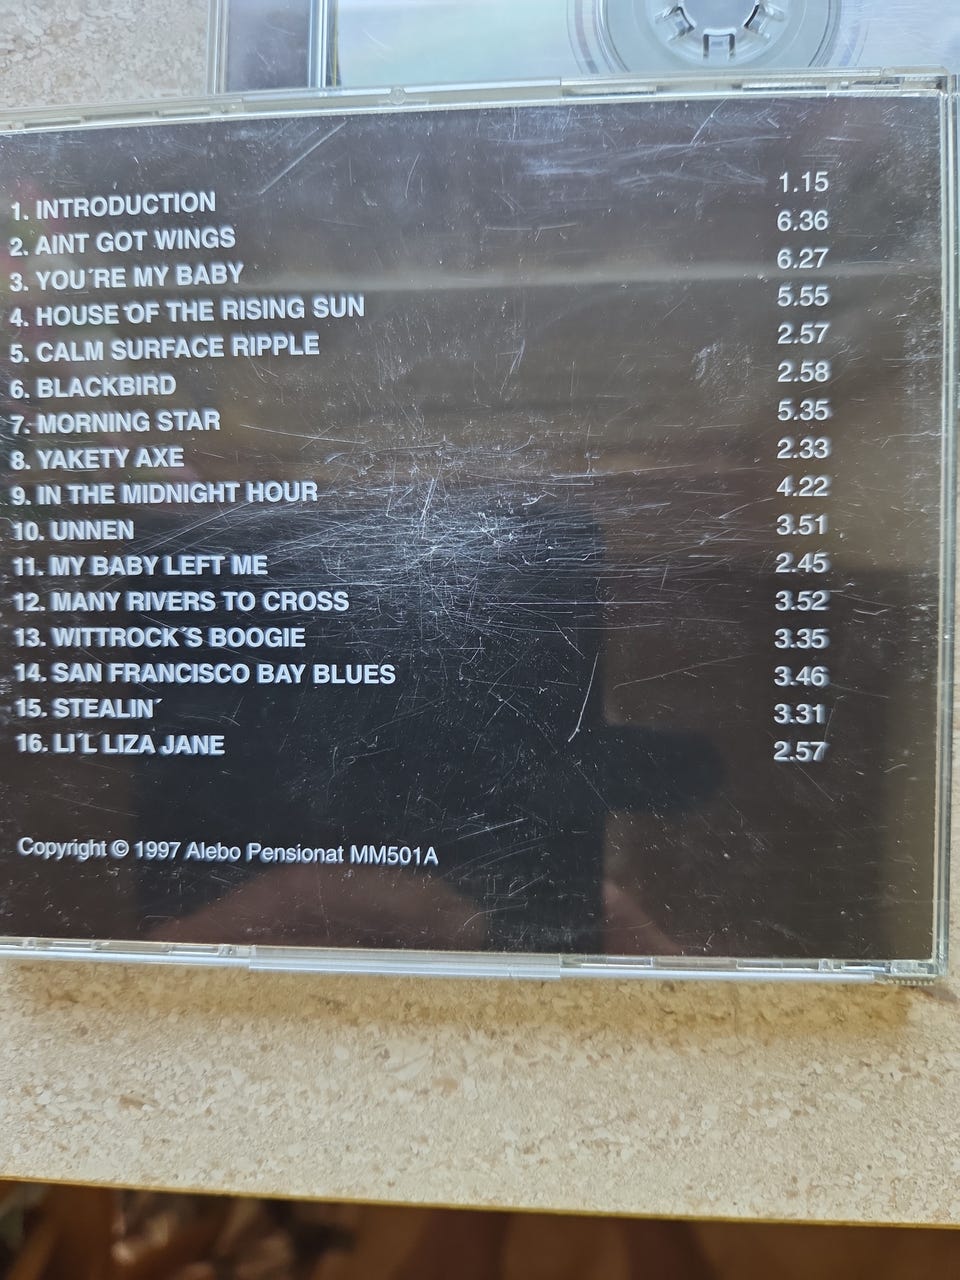 1. INTRODUCTION 1.15
2. AINT GOT WINGS 6.36
3. YOU´RE MY BABY 6.27
4. HOUSE OF THE RISING SUN 5.55
5. CALM SURFACE RIPPLE 2.57
6. BLACKBIRD 2.58
7. MORNING STAR 5.35
8. YAKETY AXE 2.33
9. IN THE MIDNIGHT HOUR 4.22
10. UNNEN 3.51
11. MY BABY LEFT ME 2.45
12. MANY RIVERS TO CROSS 3.52
13. WITTROCK´S BOOGIE 3.35
14. SAN FRANCISCO BAY BLUES 3.46
15. STEALIN´ 3.31
16. LI´L LIZA JANE 2.57
Copyright © 1997 Alebo Pensionat MM501A